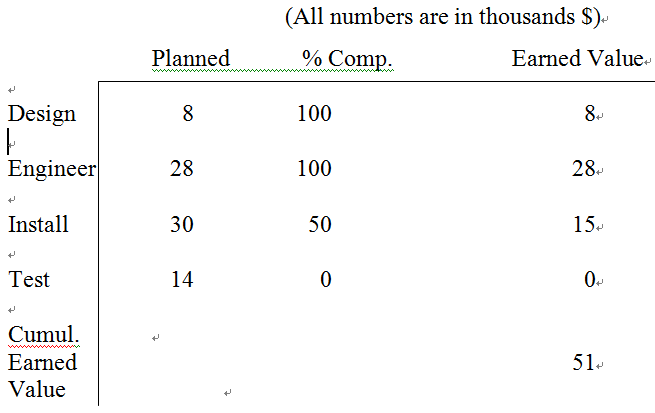 (All numbers are in thousands $)
Planned % Comp. Earned Value
Design 8 100 8
Engineer 28 100 28
Install 30 50 15
Test 14 0 0
Cumul.
Earned 51
Value